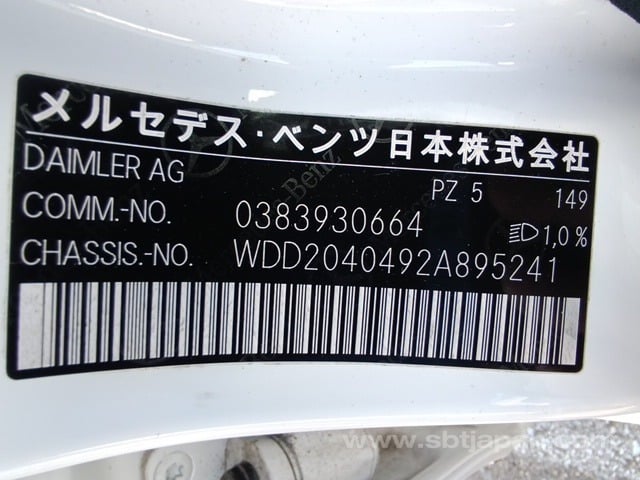 メルセデス・ベンツ日本株式会社
DAIMLER AG
PZ 5 149
COMM.-NO. 0383930664
1,0%
CHASSIS.-NO. WDD2040492A895241
www.sbtjapan.com